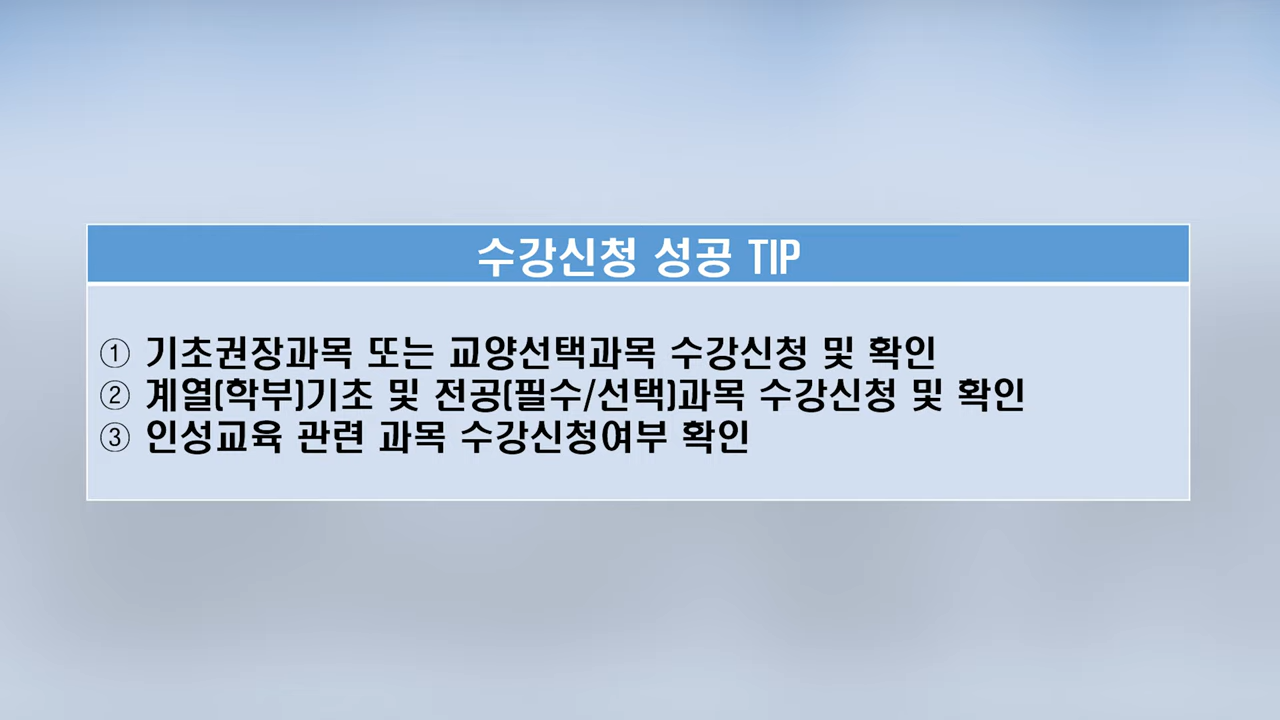 수강신청 성공 TIP
① 기초권장과목 또는 교양선택과목 수강신청 및 확인
② 계열(학부)기초 및 전공(필수/선택)과목 수강신청 및 확인
③ 인성교육 관련 과목 수강신청여부 확인